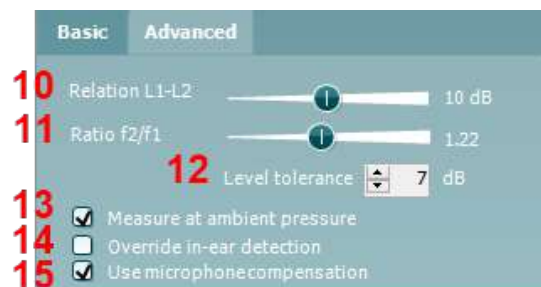 Basic Advanced
10 Relation L1-L2 10 dB
11 Ratio f2/f1 1.22
12 Level tolerance 7 dB
13 Measure at ambient pressure
14 Override in-ear detection
15 Use microphone compensation